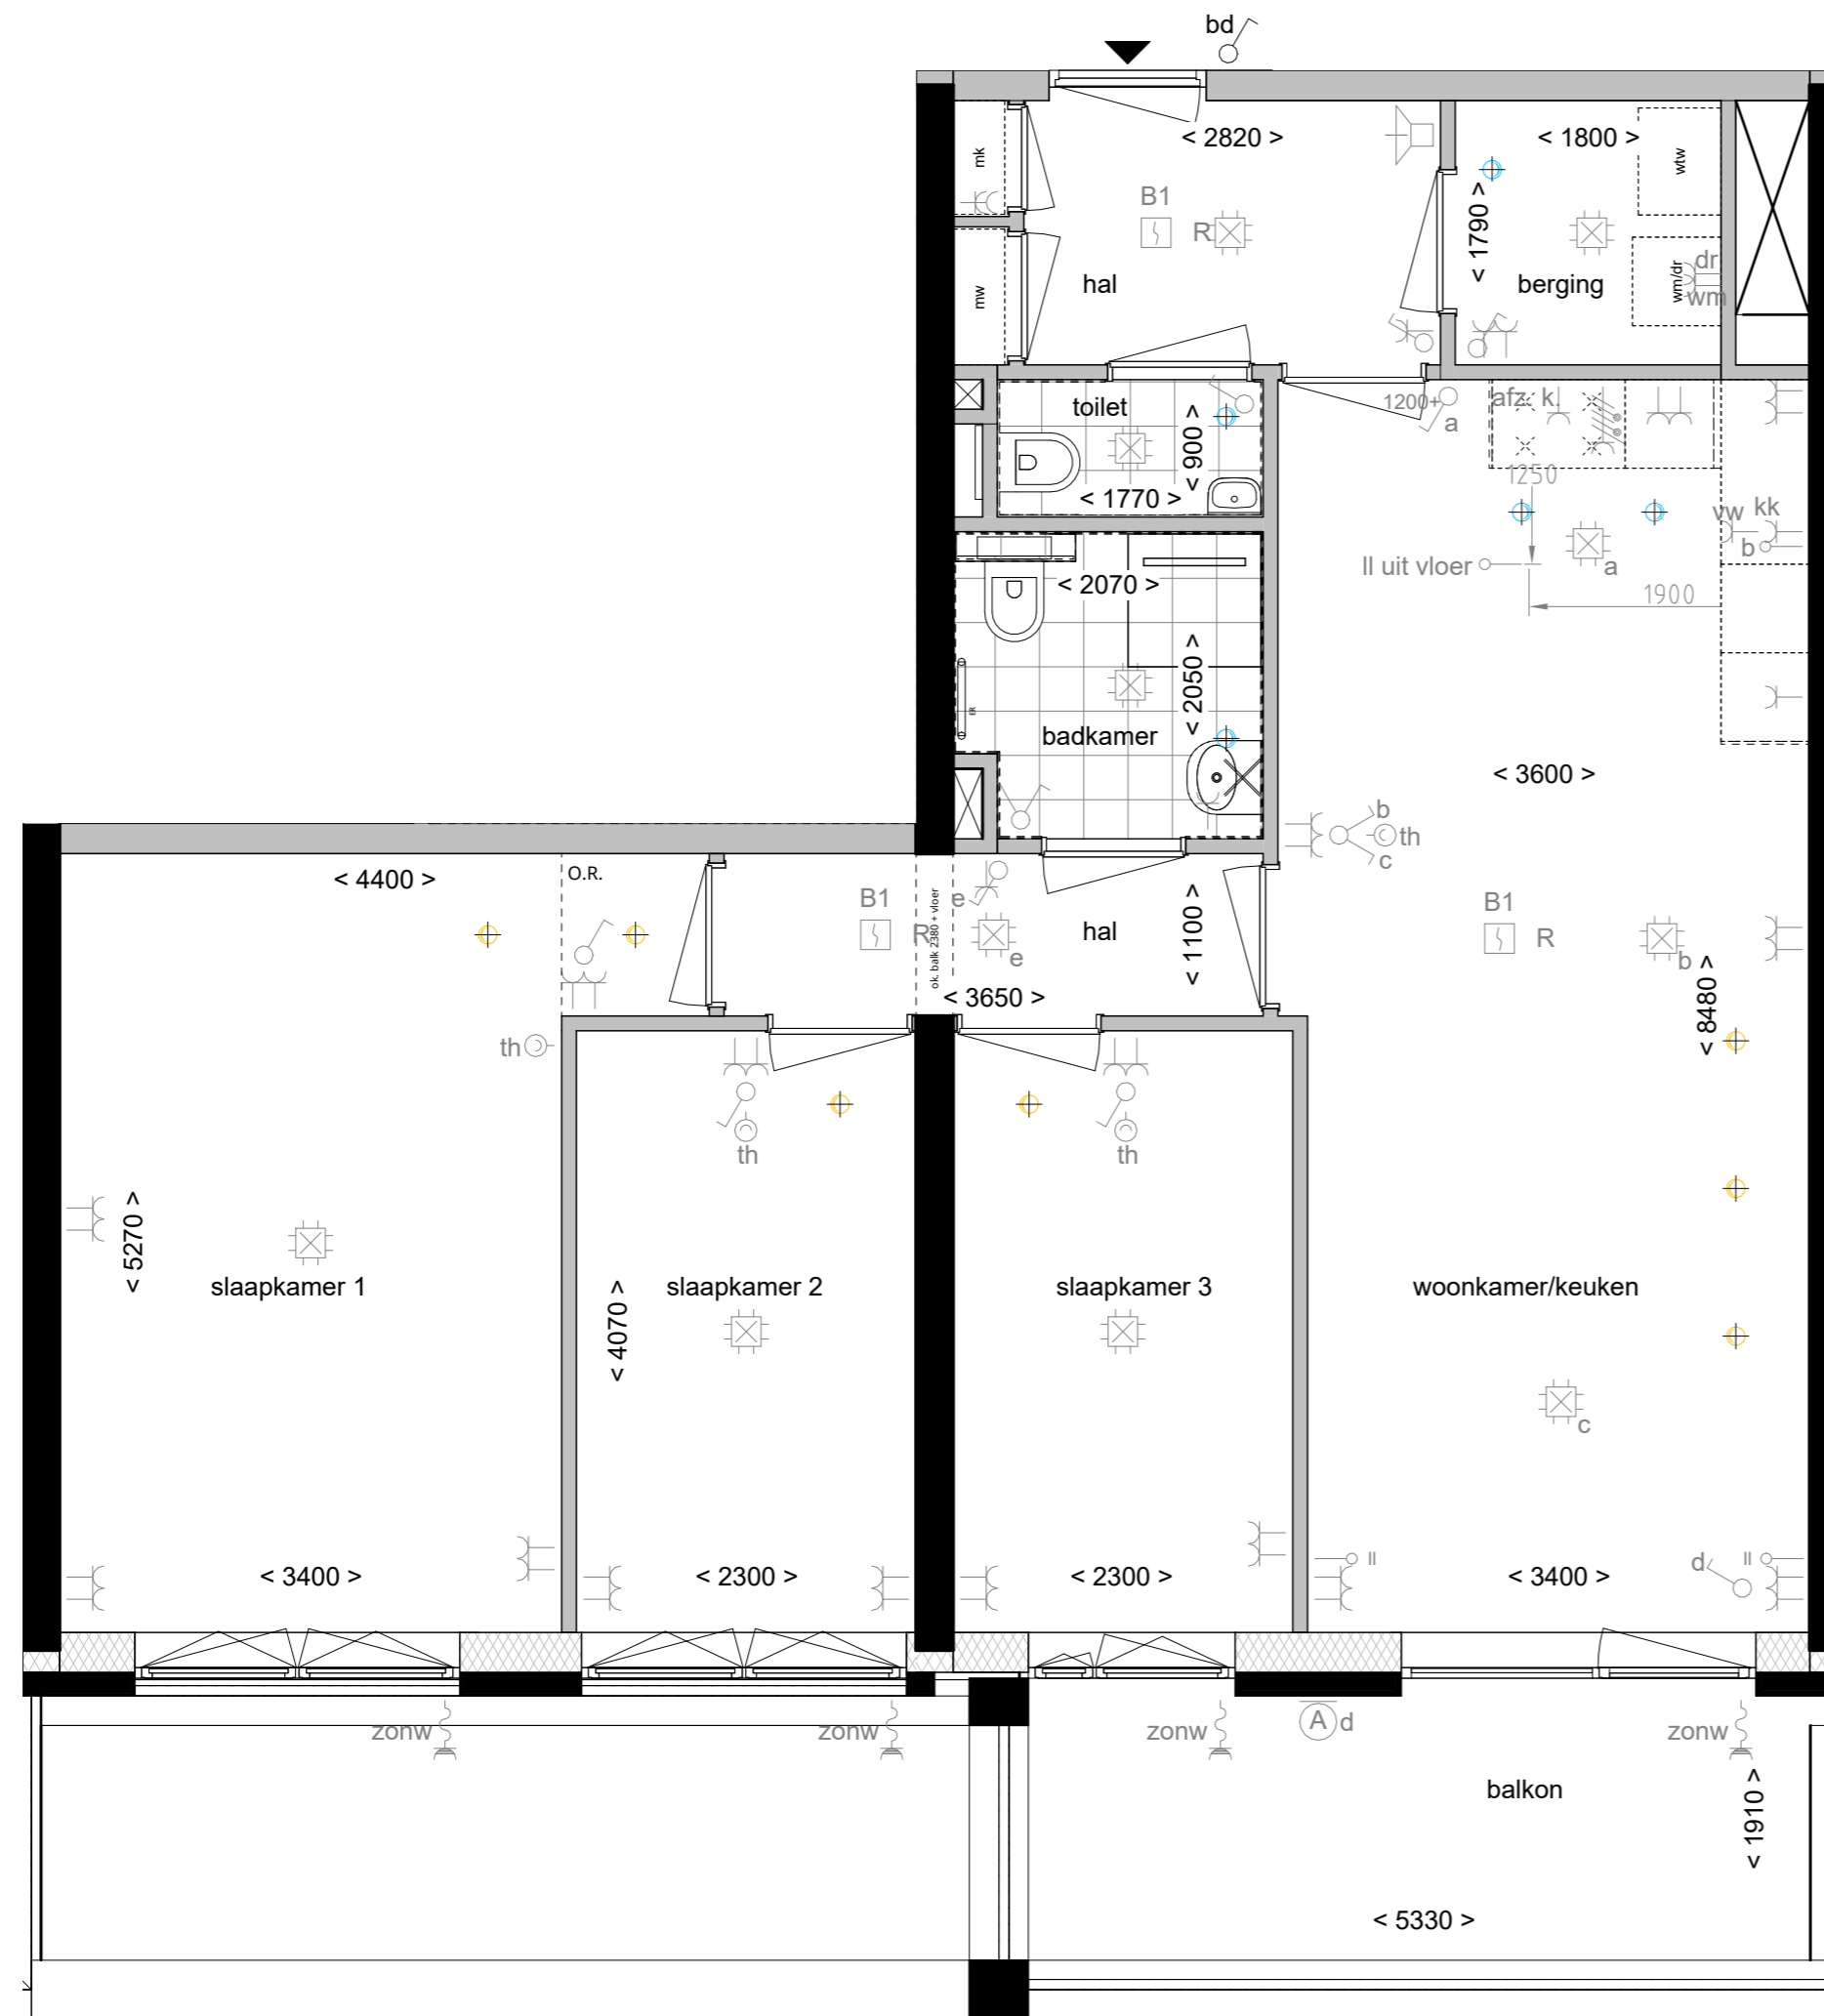 bd
< 2820 >
< 1800 >
mk
wtw
B1
R
< 1790 >
hal
mw
berging
dr
wm/dr
wm
toilet
1200+
a
afz. k.
< 900 >
< 1770 >
1250
vw
kk
b
ll uit vloer
a
< 2070 >
1900
< 2050 >
ER
badkamer
< 3600 >
b
th
c
< 4400 >
O.R.
B1
R
ok. balk 2380 + vloer
e
e
hal
< 1100 >
B1
R
b
< 3650 >
< 8480 >
th
th
th
< 5270 >
slaapkamer 1
slaapkamer 2
slaapkamer 3
woonkamer/keuken
< 4070 >
c
ll
d
ll
< 3400 >
< 2300 >
< 2300 >
< 3400 >
zonw
zonw
zonw
A
d
zonw
balkon
< 1910 >
< 5330 >